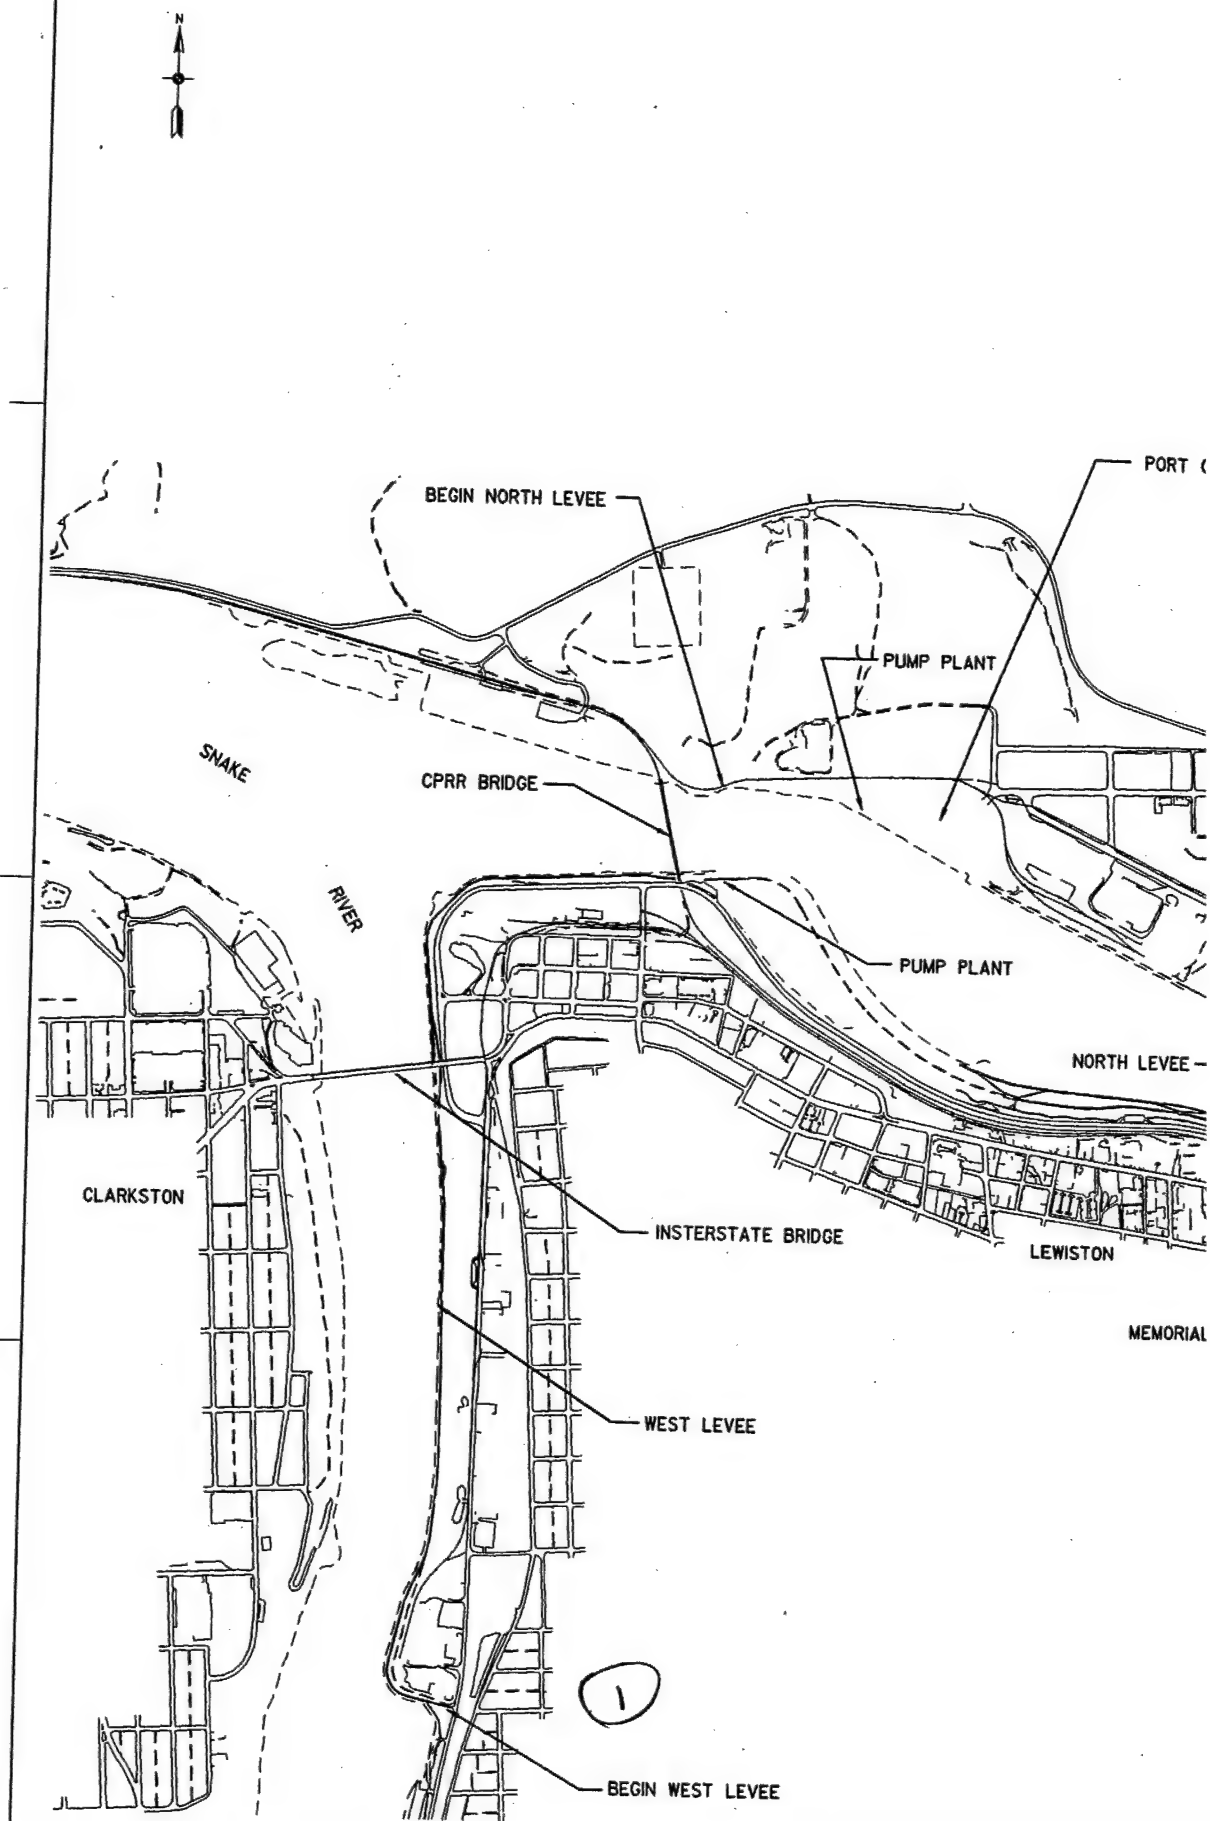 N
PORT
BEGIN NORTH LEVEE
PUMP PLANT
SNAKE
CPRR BRIDGE
RIVER
PUMP PLANT
NORTH LEVEE
CLARKSTON
INSTERSTATE BRIDGE
LEWISTON
MEMORIAL
WEST LEVEE
1
BEGIN WEST LEVEE